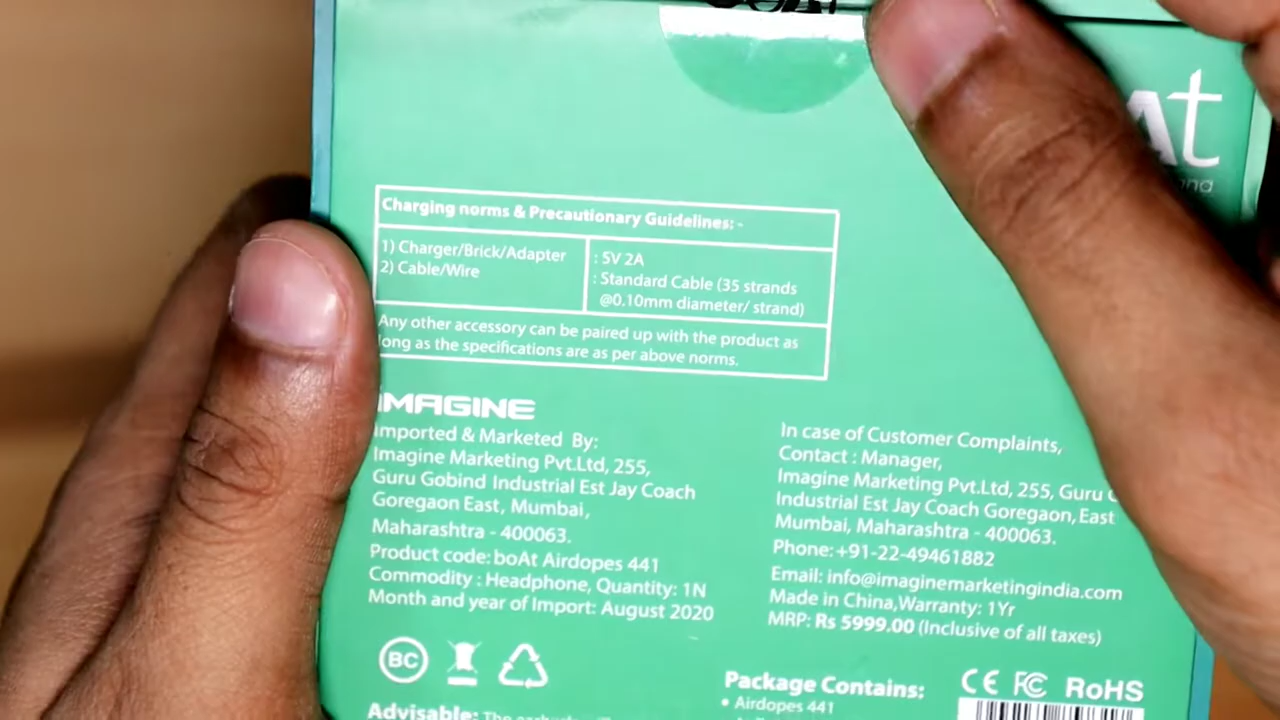 At
Charging norms & Precautionary Guidelines: -
1) Charger/Brick/Adapter : 5V 2A
2) Cable/Wire : Standard Cable (35 strands
@0.10mm diameter/ strand)
Any other accessory can be paired up with the product as
long as the specifications are as per above norms.
IMAGINE
Imported & Marketed By:
Imagine Marketing Pvt.Ltd, 255,
Guru Gobind Industrial Est Jay Coach
Goregaon East, Mumbai,
Maharashtra - 400063.
Product code: boAt Airdopes 441
Commodity : Headphone, Quantity: 1N
Month and year of Import: August 2020
In case of Customer Complaints,
Contact : Manager,
Imagine Marketing Pvt.Ltd, 255, Guru
Industrial Est Jay Coach Goregaon, East
Mumbai, Maharashtra - 400063.
Phone: +91-22-49461882
Email: info@imaginemarketingindia.com
Made in China, Warranty: 1Yr
MRP: Rs 5999.00 (Inclusive of all taxes)
BC
CE FC RoHS
Package Contains:
• Airdopes 441
Advisable: